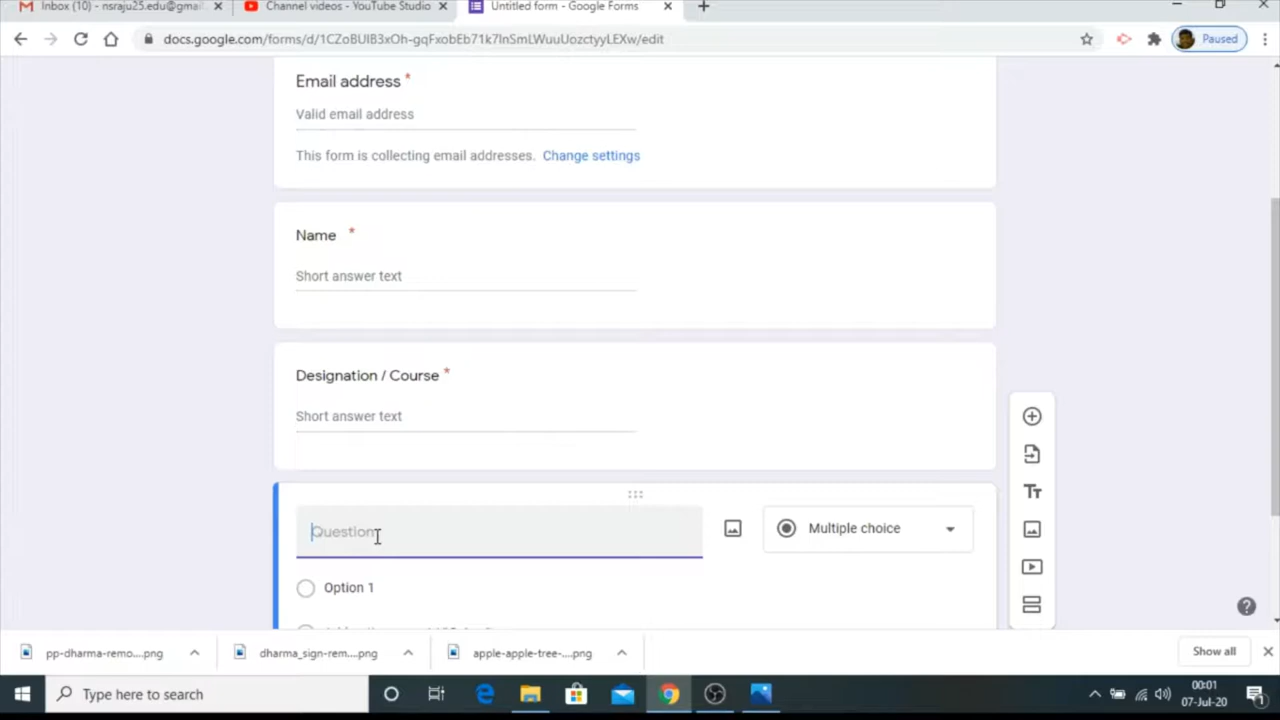 Inbox (10) - nsraju25.edu@gmail.
Channel videos - YouTube Studio
Untitled form - Google Forms
docs.google.com/forms/d/1CZoBUIB3xOh-gqFxobEb71k7InSmLWuuUozctyyLEXw/edit
Paused
Email address *
Valid email address
This form is collecting email addresses. Change settings
Name *
Short answer text
Designation / Course *
Short answer text
Question
Multiple choice
Option 1
pp-dharma-remo....png
dharma_sign-rem....png
apple-apple-tree-....png
Show all
Type here to search
00:01
07-Jul-20